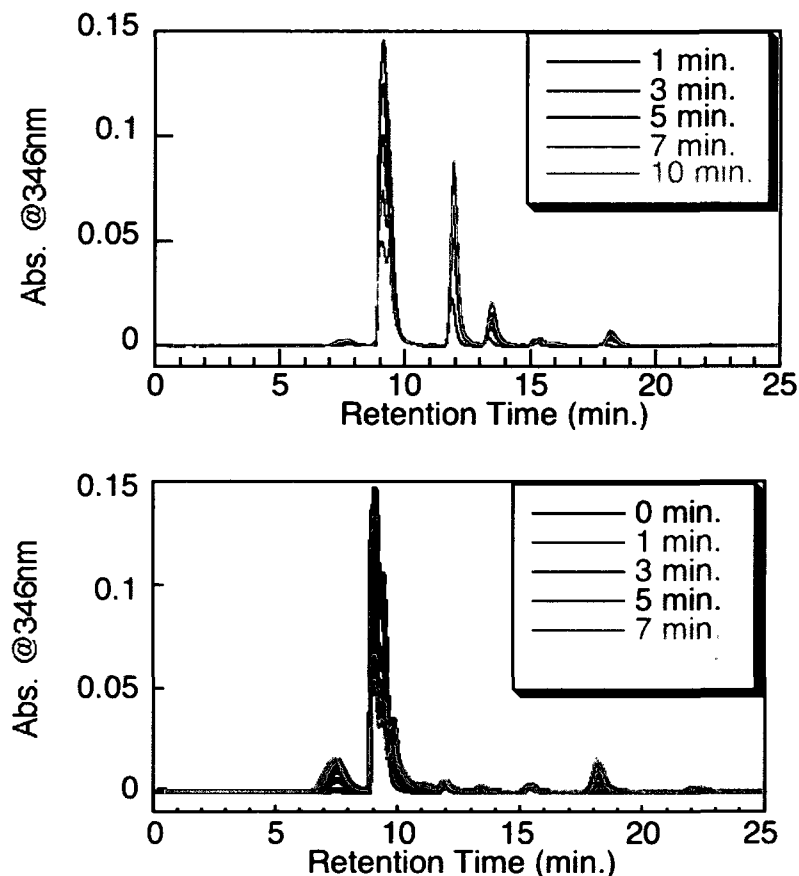 0.15
0.1
0.05
0
Abs. @346nm
1 min.
3 min.
5 min.
7 min.
10 min.
0 5 10 15 20 25
Retention Time (min.)
0.15
0.1
0.05
0
Abs. @346nm
0 min.
1 min.
3 min.
5 min.
7 min.
0 5 10 15 20 25
Retention Time (min.)